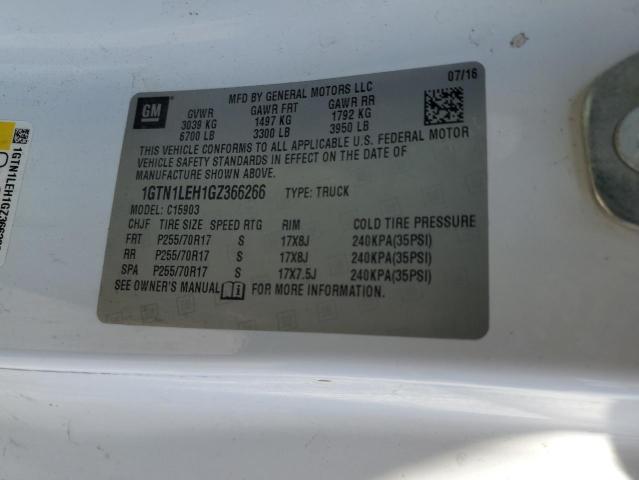 07/16
MFD BY GENERAL MOTORS LLC
GM
GVWR GAWR FRT GAWR RR
3039 KG 1497 KG 1792 KG
6700 LB 3300 LB 3950 LB
THIS VEHICLE CONFORMS TO ALL APPLICABLE U.S. FEDERAL MOTOR
VEHICLE SAFETY STANDARDS IN EFFECT ON THE DATE OF
MANUFACTURE SHOWN ABOVE.
1GTN1LEH1GZ366266 TYPE: TRUCK
MODEL: C15903
CHJF TIRE SIZE SPEED RTG RIM COLD TIRE PRESSURE
FRT P255/70R17 S 17X8J 240KPA(35PSI)
RR P255/70R17 S 17X8J 240KPA(35PSI)
SPA P255/70R17 S 17X7.5J 240KPA(35PSI)
SEE OWNER'S MANUAL FOR MORE INFORMATION.